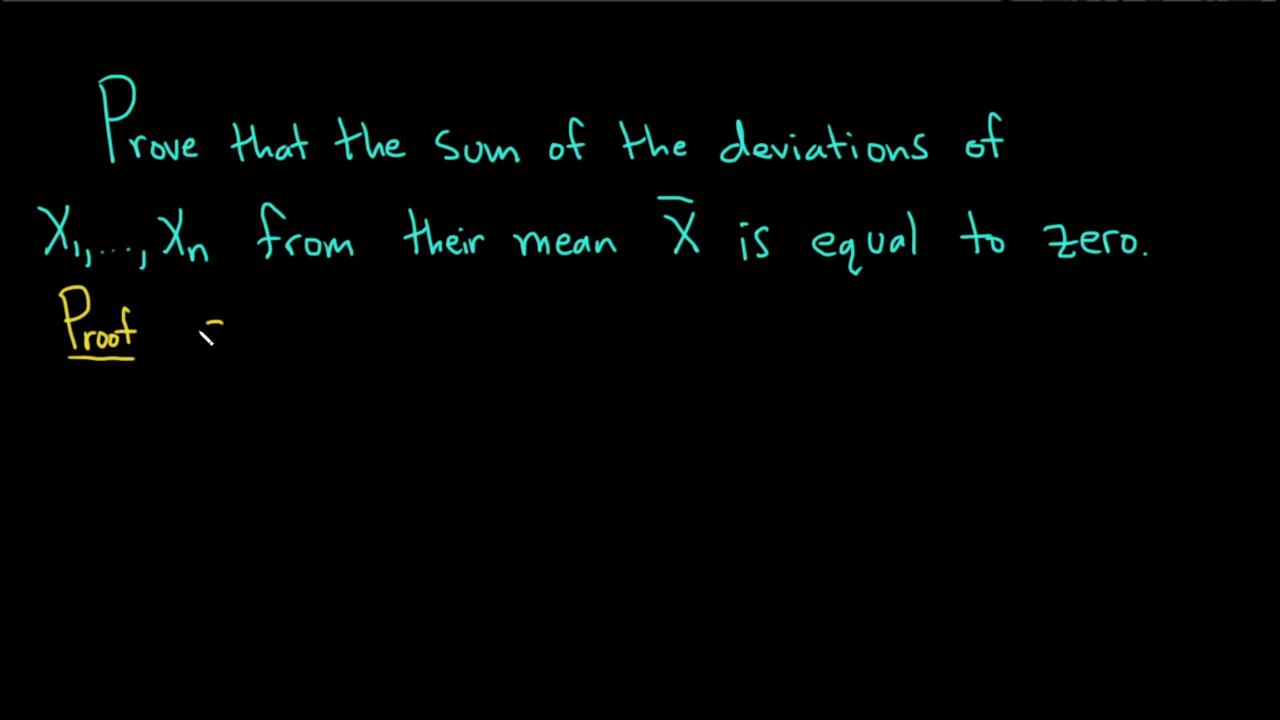 Prove that the sum of the deviations of
X₁,...,Xₙ from their mean X̄ is equal to zero.
Proof